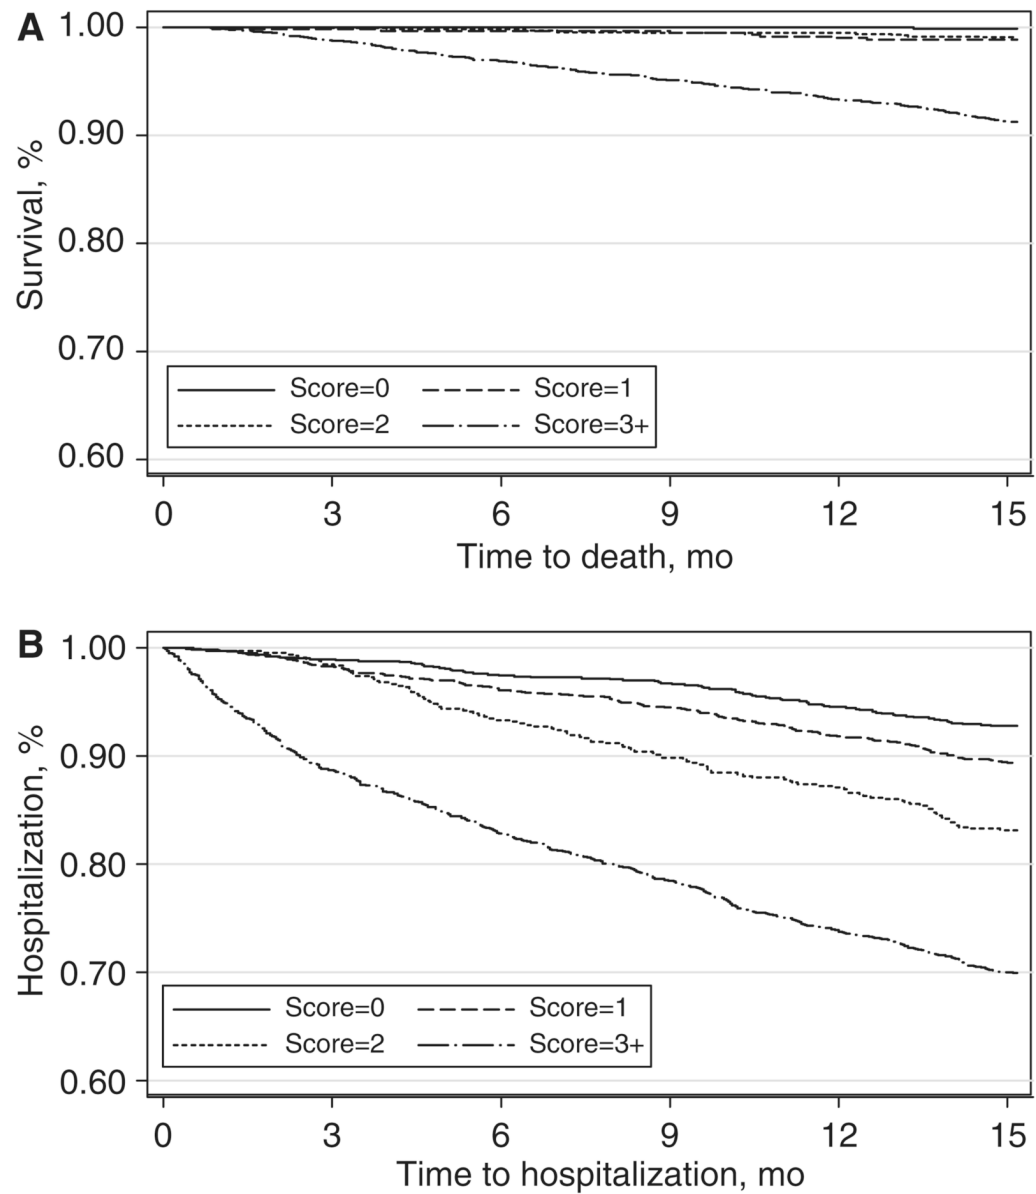 A
Survival, %
1.00
0.90
0.80
0.70
0.60
Score=0 Score=1
Score=2 Score=3+
0 3 6 9 12 15
Time to death, mo
B
Hospitalization, %
1.00
0.90
0.80
0.70
0.60
Score=0 Score=1
Score=2 Score=3+
0 3 6 9 12 15
Time to hospitalization, mo